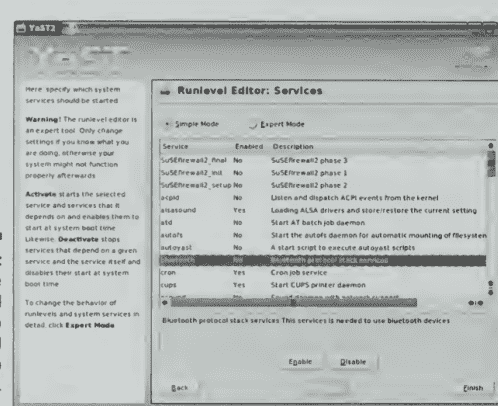 YaST2
YaST
Here, specify which system
services should be started
Warning! The runlevel editor is
an expert tool. Only change
settings if you know what you
are doing, otherwise your
system might not function
properly afterwards
Activate starts the selected
service and services that it
depends on and enables them to
start at system boot time
Likewise, Deactivate stops
services that depend on a given
service and the service itself and
disables their start at system
boot time
To change the behavior of
runlevels and system services in
detail, click Expert Mode
Runlevel Editor: Services
Simple Mode Expert Mode
Service Enabled Description
SuSEfirewall2_final No SuSEfirewall2 phase 3
SuSEfirewall2_init No SuSEfirewall2 phase 1
SuSEfirewall2_setup No SuSEfirewall2 phase 2
acpid No Listen and dispatch ACPI events from the kernel
alsasound Yes Loading ALSA drivers and store/restore the current setting
atd No Start AT batch job daemon
autofs No Start the autofs daemon for automatic mounting of filesystem
autoyast No A start script to execute autoyast scripts
bluetooth No Bluetooth protocol stack services
cron Yes Cron job service
cups Yes Start CUPS printer daemon
Bluetooth protocol stack services This services is needed to use bluetooth devices
Enable Disable
Back Finish